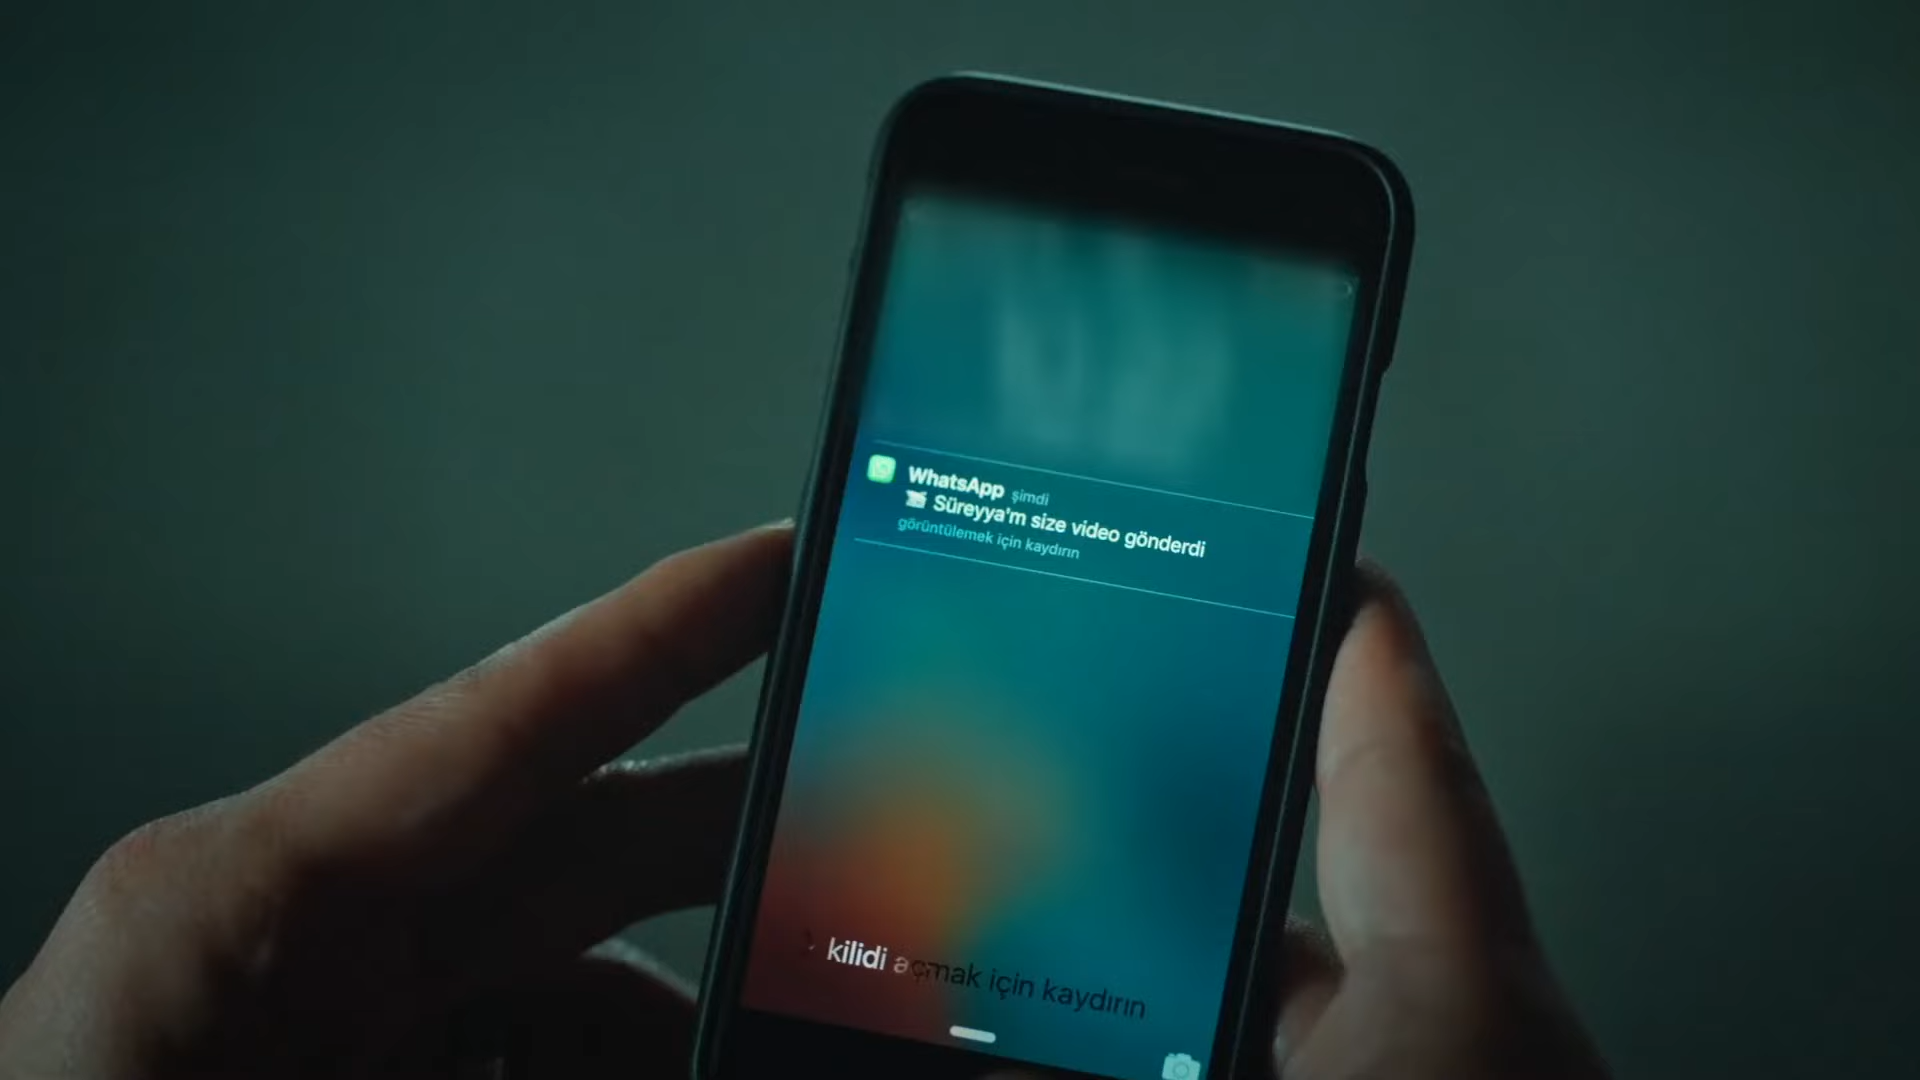 WhatsApp şimdi
Süreyya'm size video gönderdi
görüntülemek için kaydırın
kilidi açmak için kaydırın